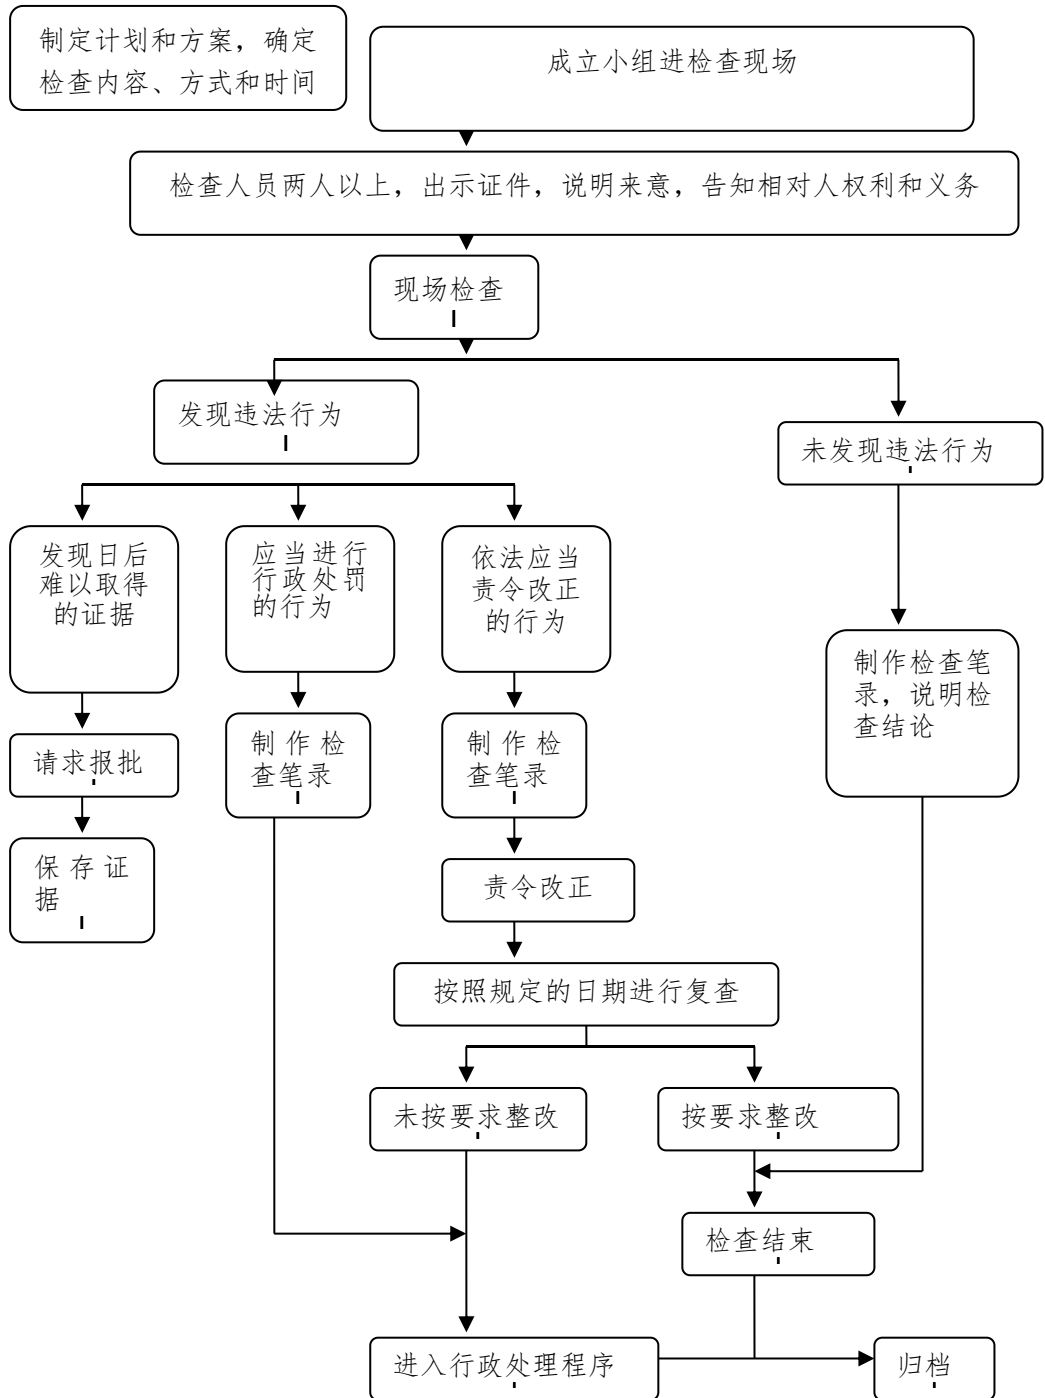 制定计划和方案，确定
检查内容、方式和时间
成立小组进检查现场
检查人员两人以上，出示证件，说明来意，告知相对人权利和义务
现场检查
发现违法行为
未发现违法行为
发现日后
难以取得
的证据
应当进行
行政处罚
的行为
依法应当
责令改正
的行为
制作检查笔
录，说明检
查结论
请求报批
制作检
查笔录
制作检
查笔录
保存证
据
责令改正
按照规定的日期进行复查
未按要求整改
按要求整改
检查结束
进入行政处理程序
归档